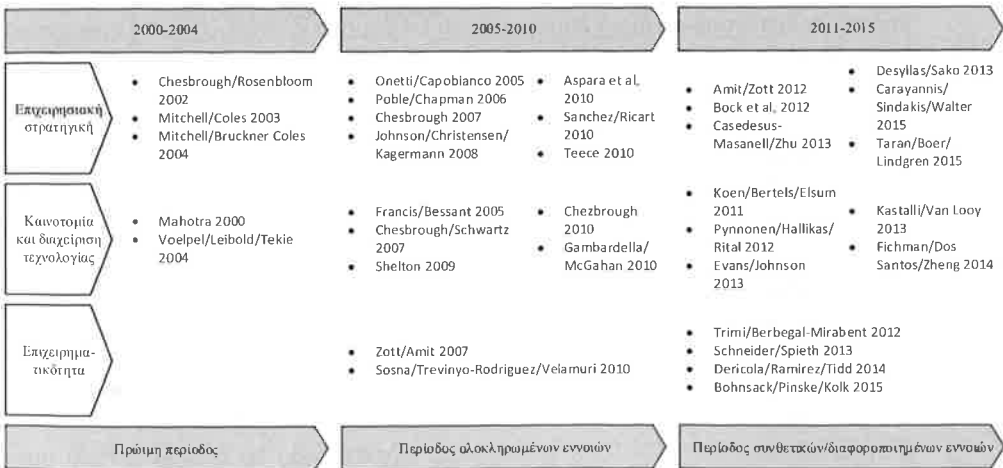 2000-2004
2005-2010
2011-2015
Επιχειρησιακή
στρατηγική
• Chesbrough/Rosenbloom
2002
• Mitchell/Coles 2003
• Mitchell/Bruckner Coles
2004
• Onetti/Capobianco 2005
• Poble/Chapman 2006
• Chesbrough 2007
• Johnson/Christensen/
Kagermann 2008
• Aspara et al,
2010
• Sanchez/Ricart
2010
• Teece 2010
• Amit/Zott 2012
• Bock et al, 2012
• Casedesus-
Masanell/Zhu 2013
• Desyllas/Sako 2013
• Carayannis/
Sindakis/Walter
2015
• Taran/Boer/
Lindgren 2015
Καινοτομία
και διαχείριση
τεχνολογίας
• Mahotra 2000
• Voelpel/Leibold/Tekie
2004
• Francis/Bessant 2005
• Chesbrough/Schwartz
2007
• Shelton 2009
• Chezbrough
2010
• Gambardella/
McGahan 2010
• Koen/Bertels/Elsum
2011
• Pynnonen/Hallikas/
Rital 2012
• Evans/Johnson
2013
• Kastalli/Van Looy
2013
• Fichman/Dos
Santos/Zheng 2014
Επιχειρημα-
τικότητα
• Zott/Amit 2007
• Sosna/Trevinyo-Rodriguez/Velamuri 2010
• Trimi/Berbegal-Mirabent 2012
• Schneider/Spieth 2013
• Dericola/Ramirez/Tidd 2014
• Bohnsack/Pinske/Kolk 2015
Πρώιμη περίοδος
Περίοδος ολοκληρωμένων εννοιών
Περίοδος συνθετικών/διαφοροποιημένων εννοιών